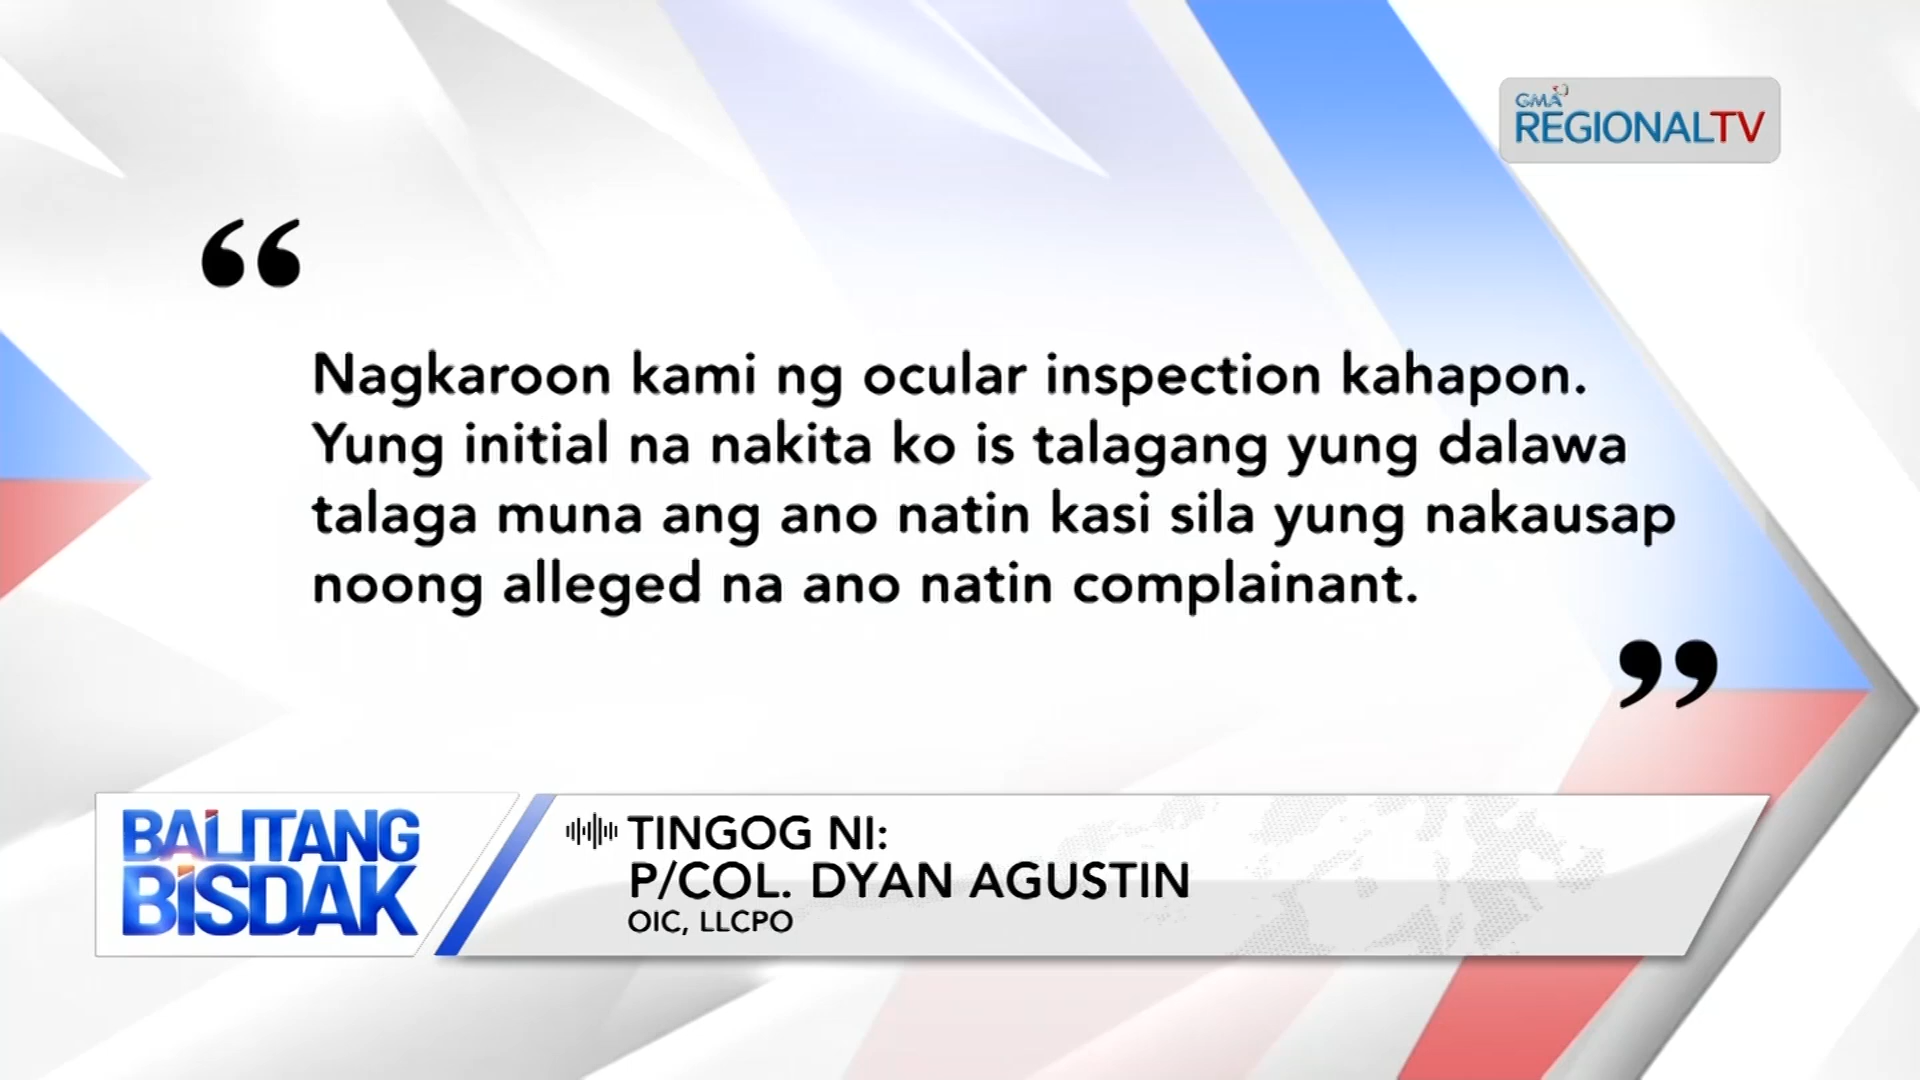 GMA
REGIONALTV
“
Nagkaroon kami ng ocular inspection kahapon.
Yung initial na nakita ko is talagang yung dalawa
talaga muna ang ano natin kasi sila yung nakausap
noong alleged na ano natin complainant.
”
BALITANG
BISDAK
TINGOG NI:
P/COL. DYAN AGUSTIN
OIC, LLCPO